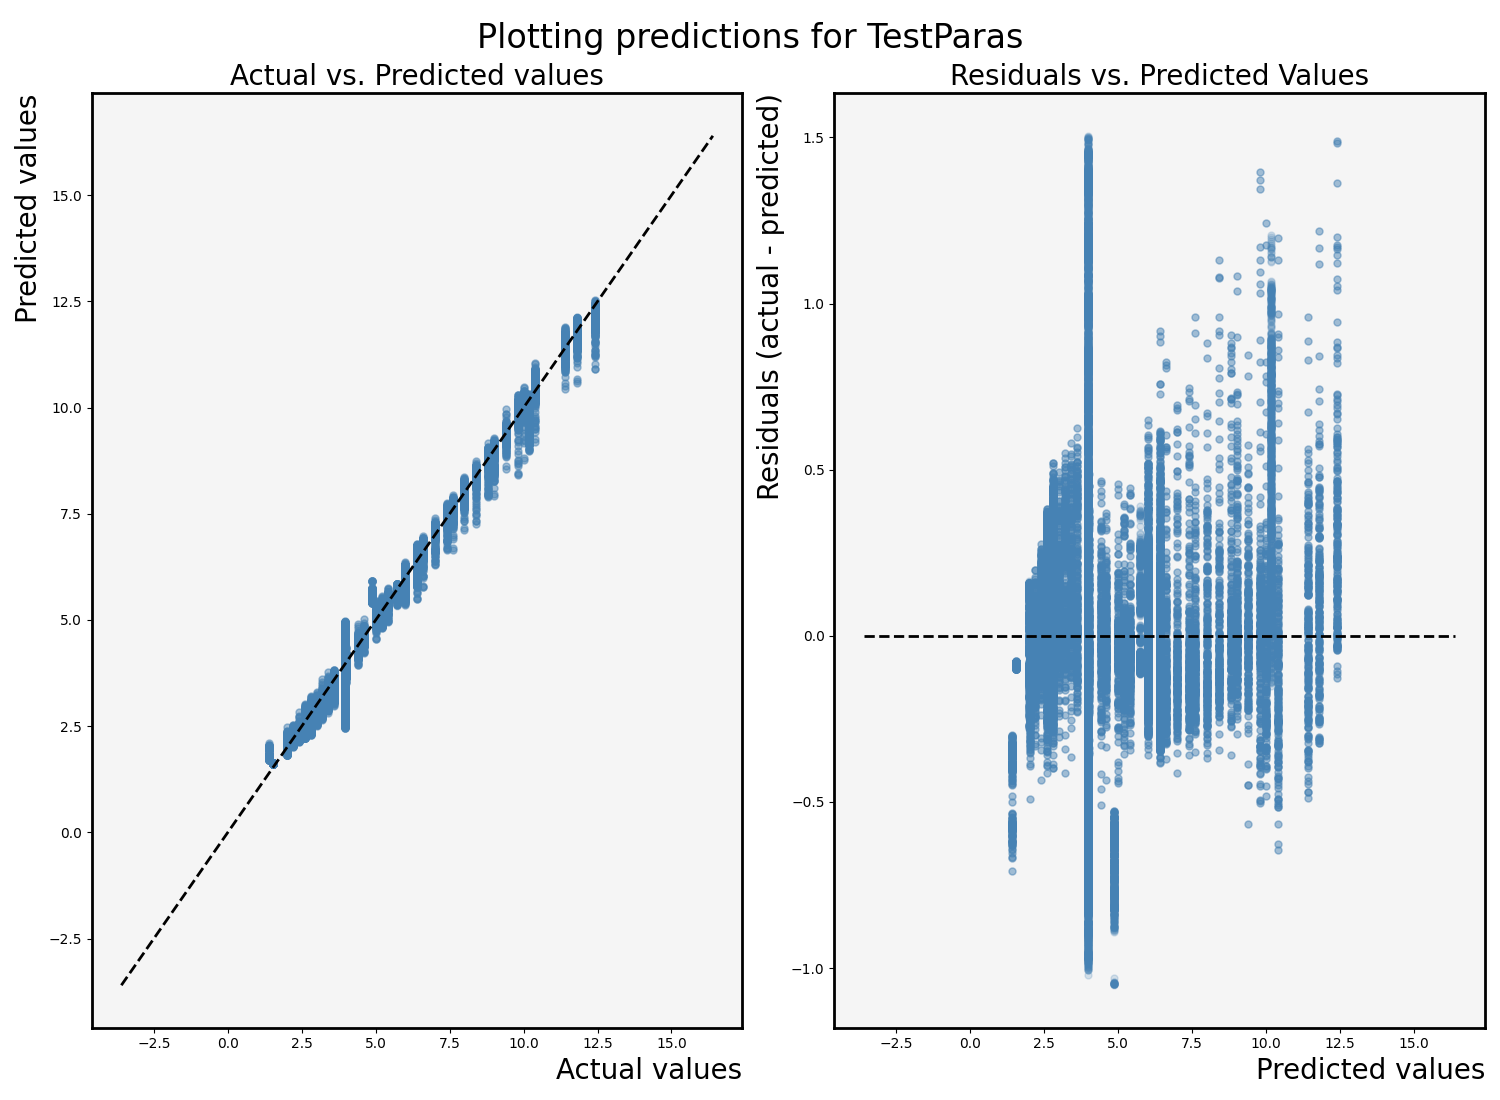 Plotting predictions for TestParas
Actual vs. Predicted values
Predicted values
15.0
12.5
10.0
7.5
5.0
2.5
0.0
−2.5
−2.5 0.0 2.5 5.0 7.5 10.0 12.5 15.0
Actual values
Residuals vs. Predicted Values
Residuals (actual - predicted)
1.5
1.0
0.5
0.0
−0.5
−1.0
−2.5 0.0 2.5 5.0 7.5 10.0 12.5 15.0
Predicted values